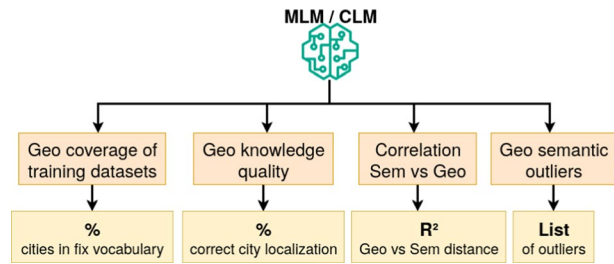 MLM / CLM
Geo coverage of
training datasets
Geo knowledge
quality
Correlation
Sem vs Geo
Geo semantic
outliers
%
cities in fix vocabulary
%
correct city localization
R²
Geo vs Sem distance
List
of outliers